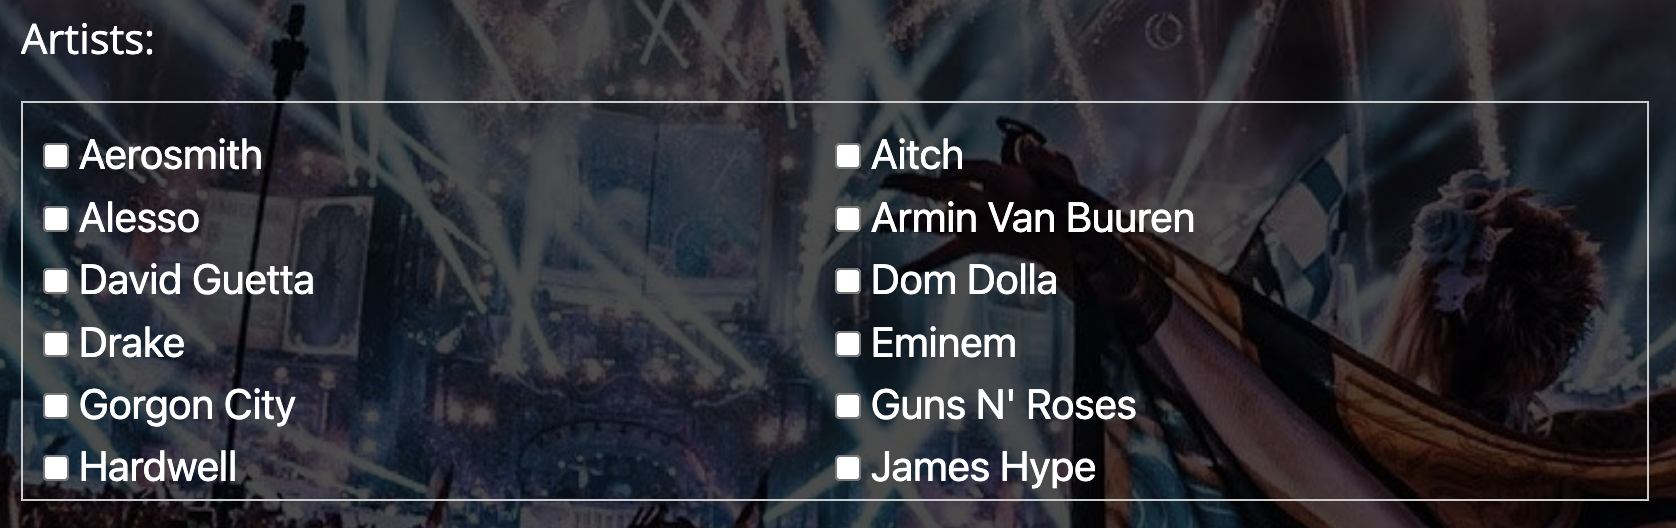 Artists:
Aerosmith
Aitch
Alesso
Armin Van Buuren
David Guetta
Dom Dolla
Drake
Eminem
Gorgon City
Guns N' Roses
Hardwell
James Hype